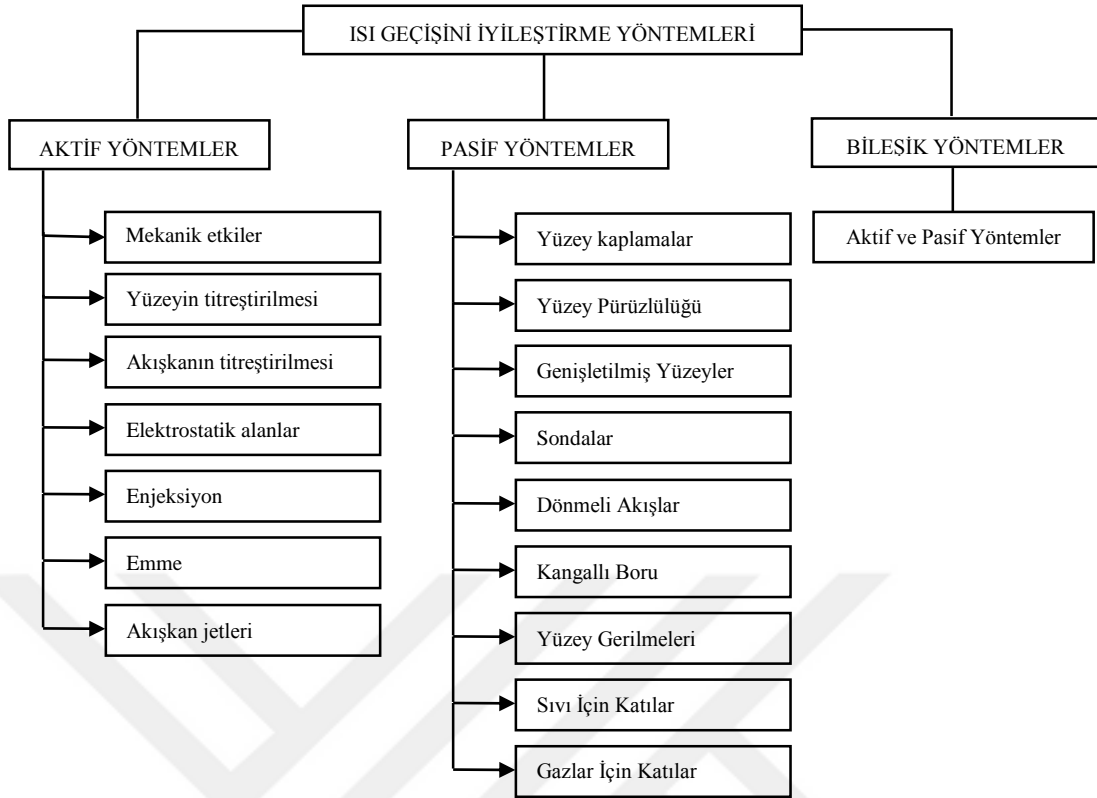 ISI GEÇİŞİNİ İYİLEŞTİRME YÖNTEMLERİ
AKTİF YÖNTEMLER
Mekanik etkiler
Yüzeyin titreştirilmesi
Akışkanın titreştirilmesi
Elektrostatik alanlar
Enjeksiyon
Emme
Akışkan jetleri
PASİF YÖNTEMLER
Yüzey kaplamalar
Yüzey Pürüzlülüğü
Genişletilmiş Yüzeyler
Sondalar
Dönmeli Akışlar
Kangallı Boru
Yüzey Gerilmeleri
Sıvı İçin Katılar
Gazlar İçin Katılar
BİLEŞİK YÖNTEMLER
Aktif ve Pasif Yöntemler